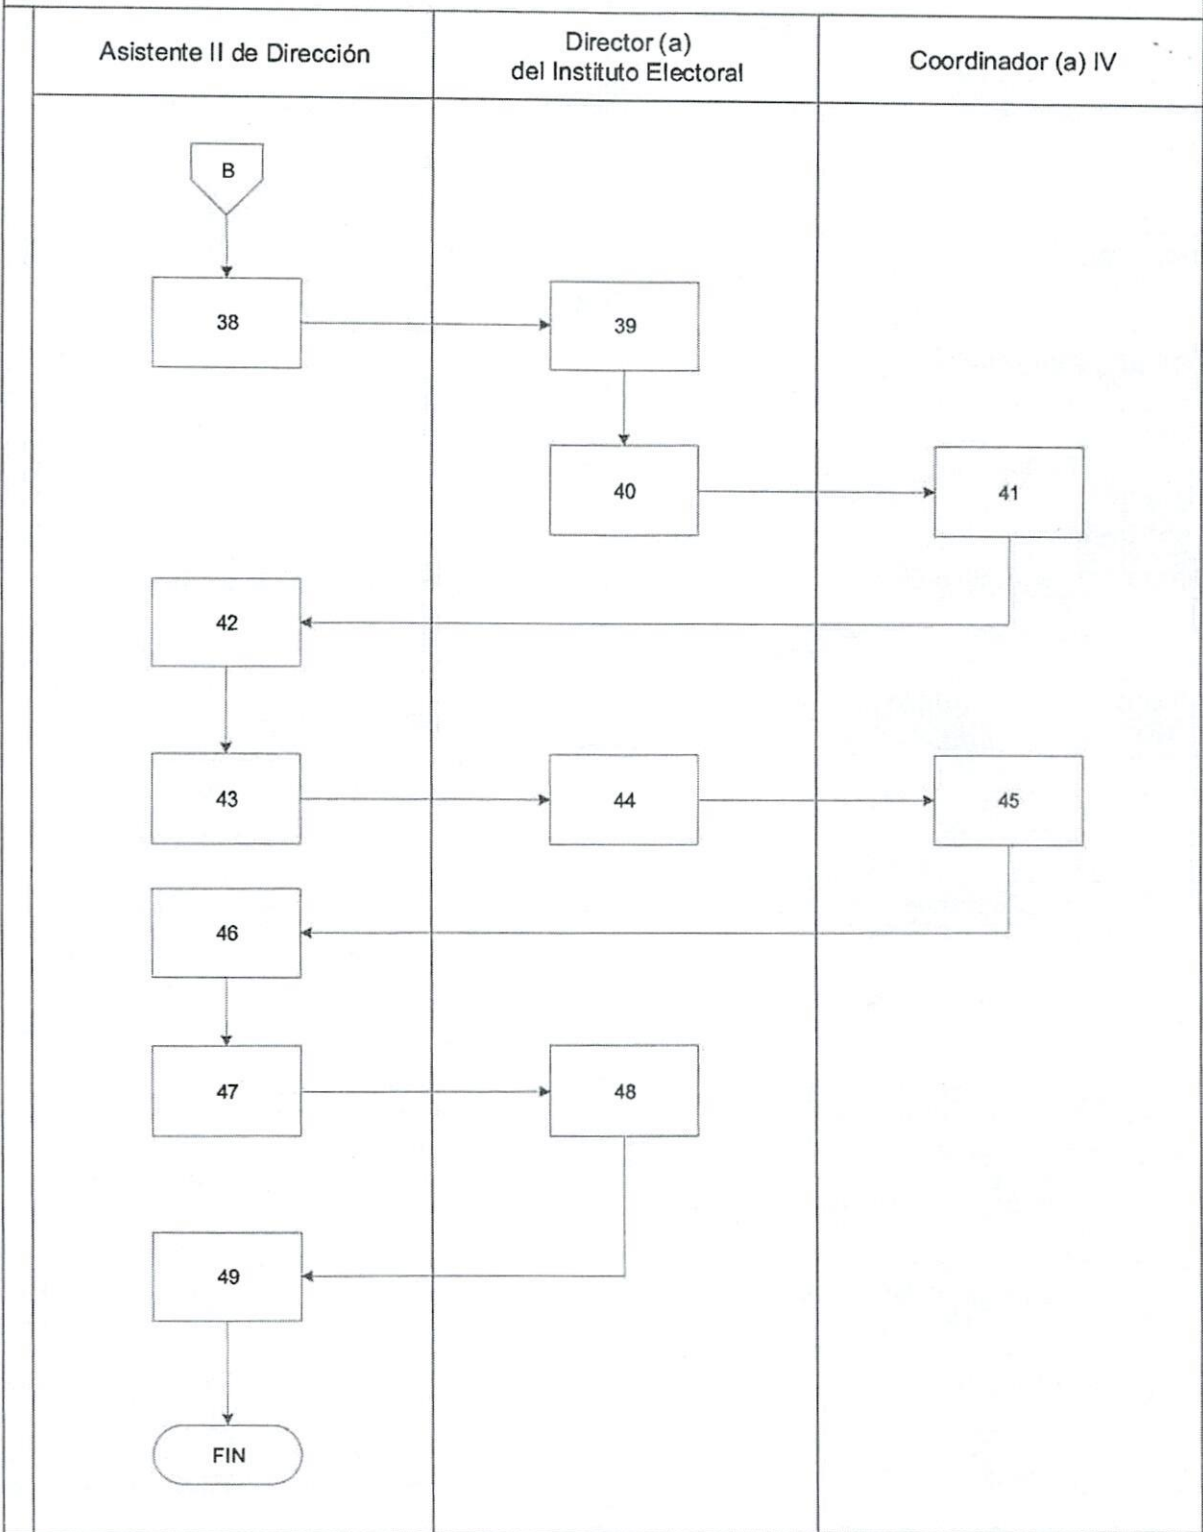 Asistente II de Dirección
Director (a)
del Instituto Electoral
Coordinador (a) IV
B
38
39
40
41
42
43
44
45
46
47
48
49
FIN